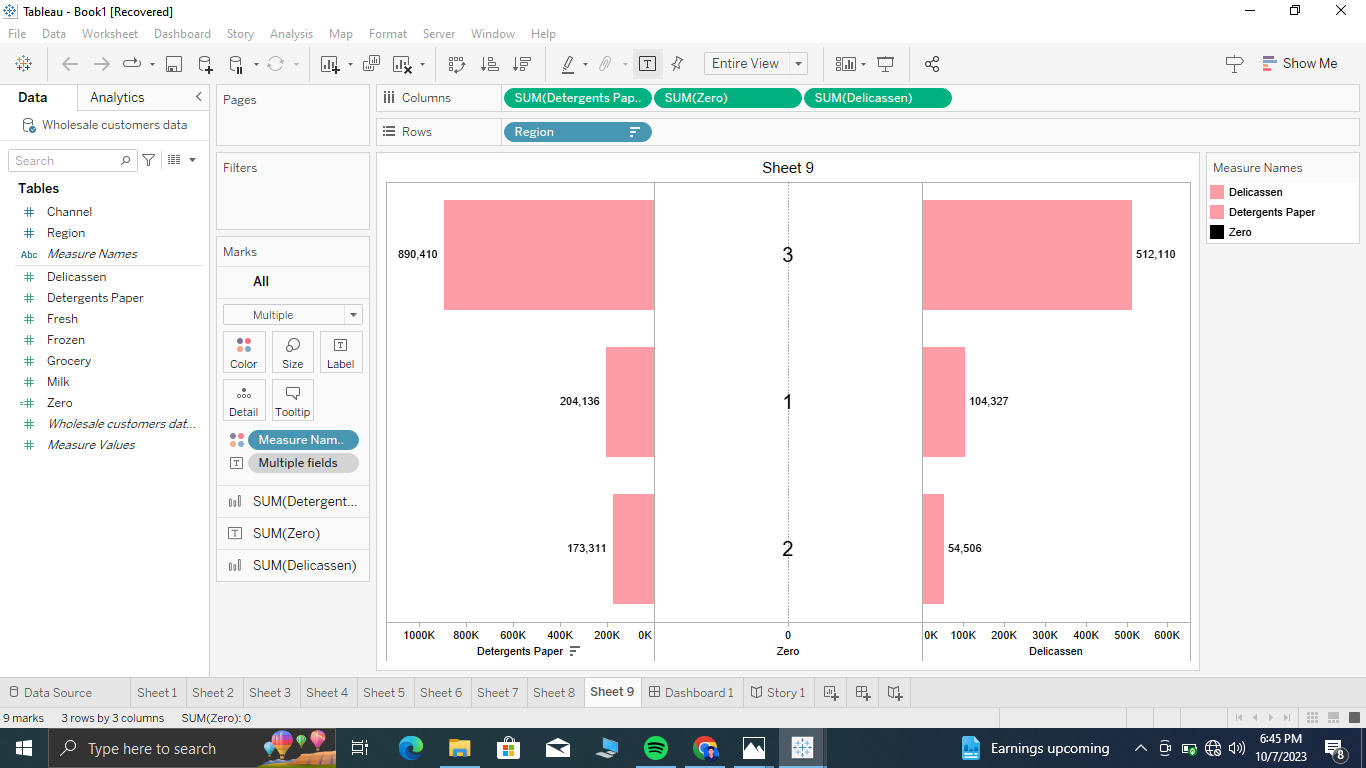 Tableau - Book1 [Recovered]
File Data Worksheet Dashboard Story Analysis Map Format Server Window Help
Entire View
Show Me
Data Analytics
Wholesale customers data
Search
Tables
Channel
Region
Abc Measure Names
Delicassen
Detergents Paper
Fresh
Frozen
Grocery
Milk
Zero
Wholesale customers dat...
Measure Values
Pages
Filters
Marks
All
Multiple
Color Size Label
Detail Tooltip
Measure Nam..
Multiple fields
SUM(Detergent...
SUM(Zero)
SUM(Delicassen)
Columns SUM(Detergents Pap.. SUM(Zero) SUM(Delicassen)
Rows Region
Sheet 9
890,410 3 512,110
204,136 1 104,327
173,311 2 54,506
1000K 800K 600K 400K 200K 0K 0 0K 100K 200K 300K 400K 500K 600K
Detergents Paper Zero Delicassen
Measure Names
Delicassen
Detergents Paper
Zero
Data Source Sheet 1 Sheet 2 Sheet 3 Sheet 4 Sheet 5 Sheet 6 Sheet 7 Sheet 8 Sheet 9 Dashboard 1 Story 1
9 marks 3 rows by 3 columns SUM(Zero): 0
Type here to search
Earnings upcoming
6:45 PM
10/7/2023
8